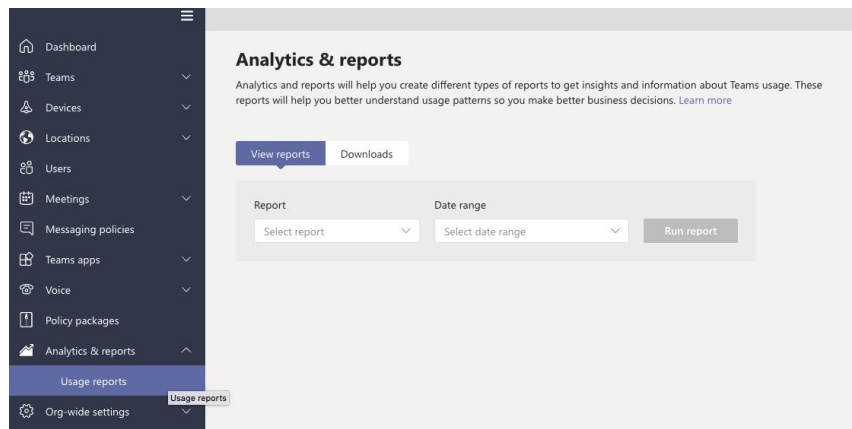 Dashboard
Teams
Devices
Locations
Users
Meetings
Messaging policies
Teams apps
Voice
Policy packages
Analytics & reports
Usage reports
Usage reports
Org-wide settings
Analytics & reports
Analytics and reports will help you create different types of reports to get insights and information about Teams usage. These
reports will help you better understand usage patterns so you make better business decisions. Learn more
View reports Downloads
Report Date range
Select report Select date range Run report